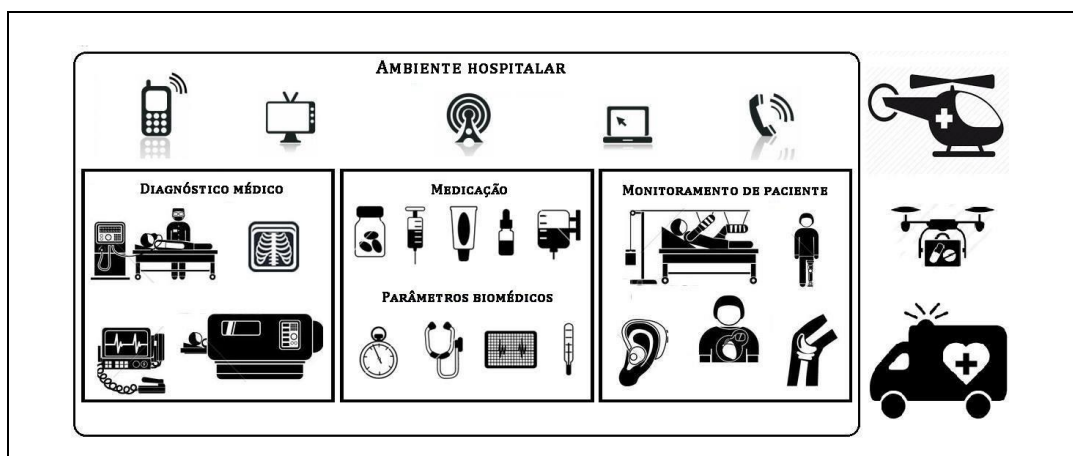 AMBIENTE HOSPITALAR
DIAGNÓSTICO MÉDICO
MEDICAÇÃO
MONITORAMENTO DE PACIENTE
PARÂMETROS BIOMÉDICOS